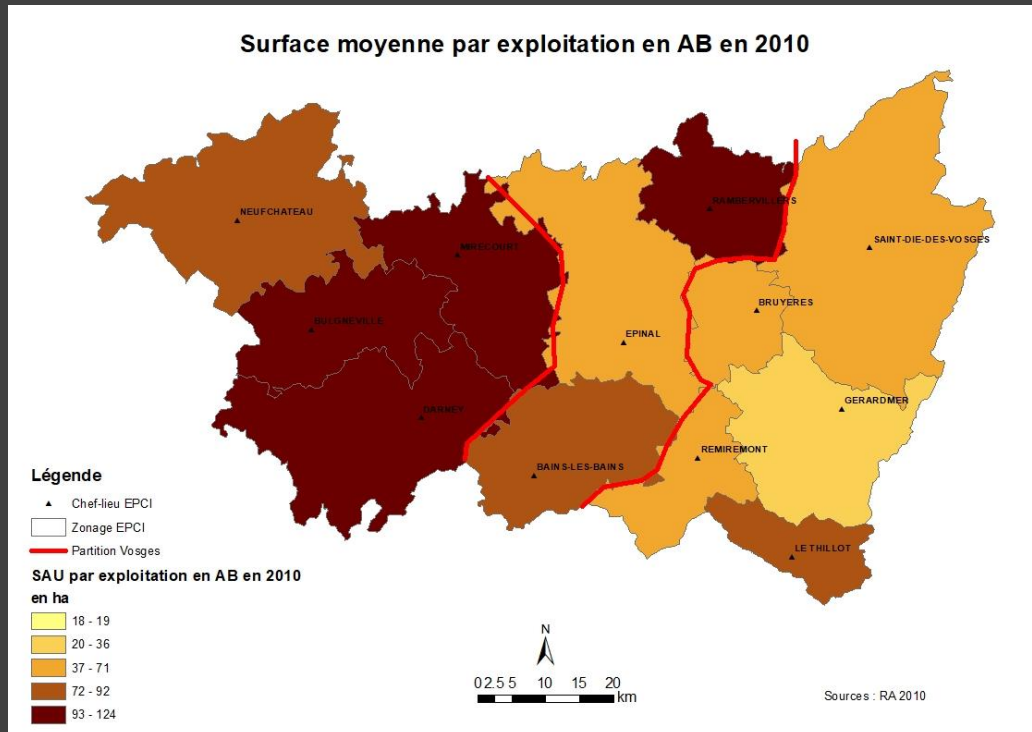 Surface moyenne par exploitation en AB en 2010
NEUFCHATEAU
RAMBERVILLERS
SAINT-DIE-DES-VOSGES
MIRECOURT
BRUYERES
BULGNEVILLE
EPINAL
GERARDMER
DARNEY
REMIREMONT
BAINS-LES-BAINS
LE THILLOT
Légende
Chef-lieu EPCI
Zonage EPCI
Partition Vosges
SAU par exploitation en AB en 2010
en ha
18 - 19
20 - 36
37 - 71
72 - 92
93 - 124
N
0 2.5 5 10 15 20
km
Sources : RA 2010